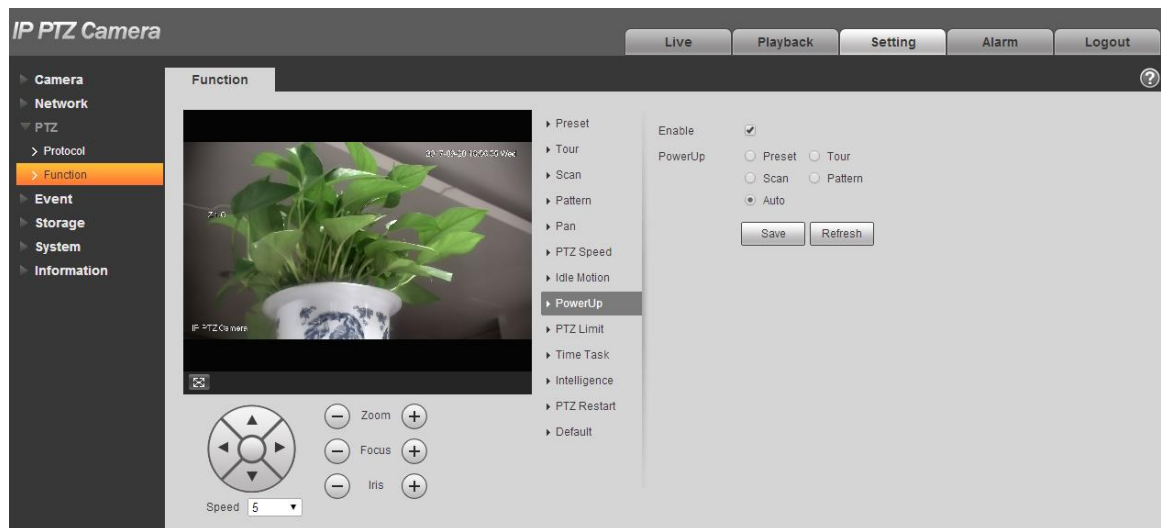 IP PTZ Camera
Live Playback Setting Alarm Logout
Camera
Network
PTZ
Protocol
Function
Event
Storage
System
Information
Function
?
IP PTZ Camera
Speed 5
Zoom
Focus
Iris
Preset
Tour
Scan
Pattern
Pan
PTZ Speed
Idle Motion
PowerUp
PTZ Limit
Time Task
Intelligence
PTZ Restart
Default
Enable
PowerUp Preset Tour
Scan Pattern
Auto
Save Refresh